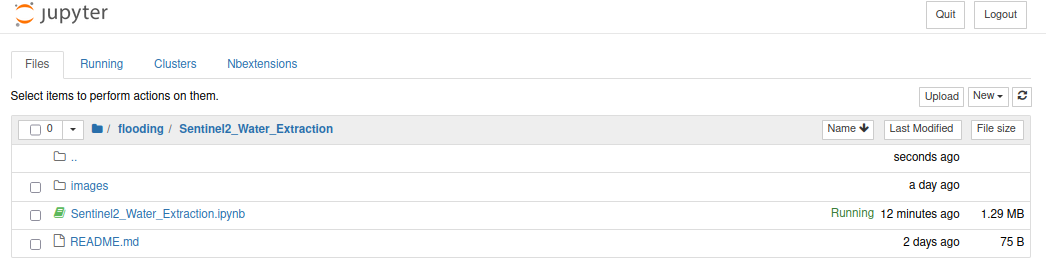 jupyter
Quit Logout
Files Running Clusters Nbextensions
Select items to perform actions on them.
Upload New
0 / flooding / Sentinel2_Water_Extraction Name Last Modified File size
.. seconds ago
images a day ago
Sentinel2_Water_Extraction.ipynb Running 12 minutes ago 1.29 MB
README.md 2 days ago 75 B